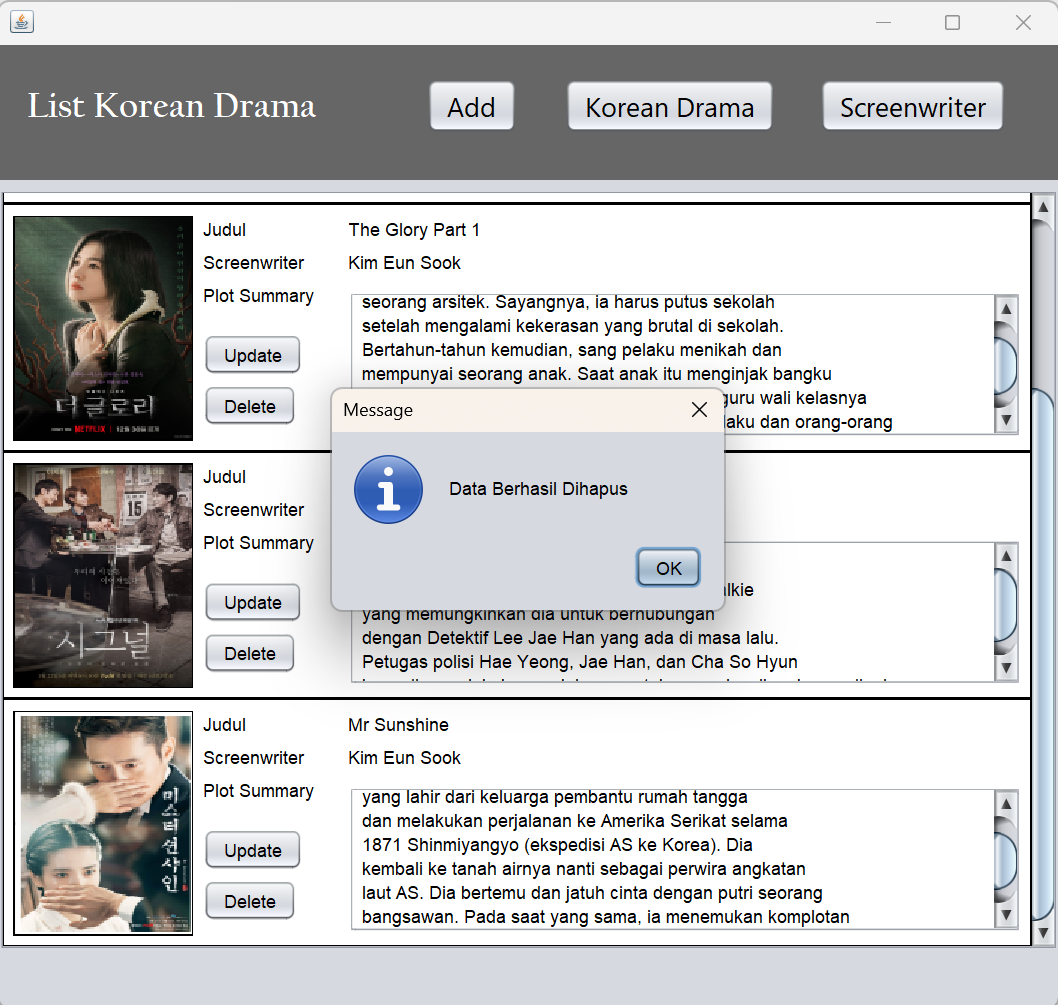 List Korean Drama
Add
Korean Drama
Screenwriter
Judul
The Glory Part 1
Screenwriter
Kim Eun Sook
Plot Summary
seorang arsitek. Sayangnya, ia harus putus sekolah
setelah mengalami kekerasan yang brutal di sekolah.
Bertahun-tahun kemudian, sang pelaku menikah dan
mempunyai seorang anak. Saat anak itu menginjak bangku
guru wali kelasnya
dan orang-orang
Update
Delete
더 글로리
NETFLIX
Message
Data Berhasil Dihapus
OK
Judul
Screenwriter
Plot Summary
yang memungkinkan dia untuk berhubungan
dengan Detektif Lee Jae Han yang ada di masa lalu.
Petugas polisi Hae Yeong, Jae Han, dan Cha So Hyun
Update
Delete
15
시그널
Judul
Mr Sunshine
Screenwriter
Kim Eun Sook
Plot Summary
yang lahir dari keluarga pembantu rumah tangga
dan melakukan perjalanan ke Amerika Serikat selama
1871 Shinmiyangyo (ekspedisi AS ke Korea). Dia
kembali ke tanah airnya nanti sebagai perwira angkatan
laut AS. Dia bertemu dan jatuh cinta dengan putri seorang
bangsawan. Pada saat yang sama, ia menemukan komplotan
Update
Delete
미스터 션샤인